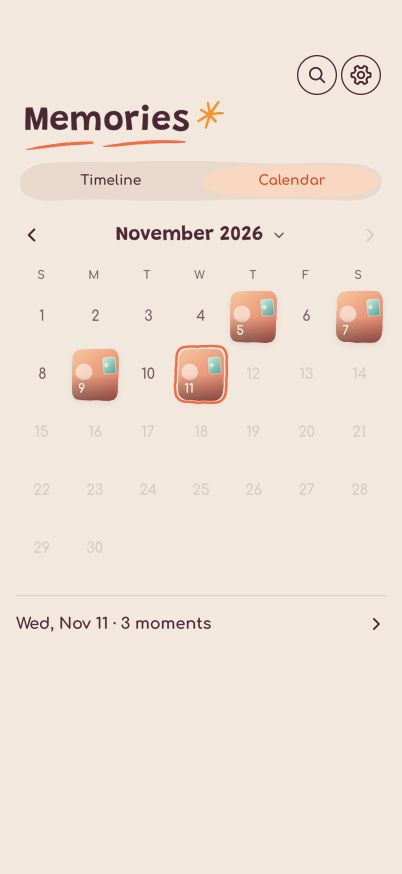 Memories
Timeline Calendar
November 2026
S M T W T F S
1 2 3 4 5 6 7
8 9 10 11 12 13 14
15 16 17 18 19 20 21
22 23 24 25 26 27 28
29 30
Wed, Nov 11 · 3 moments